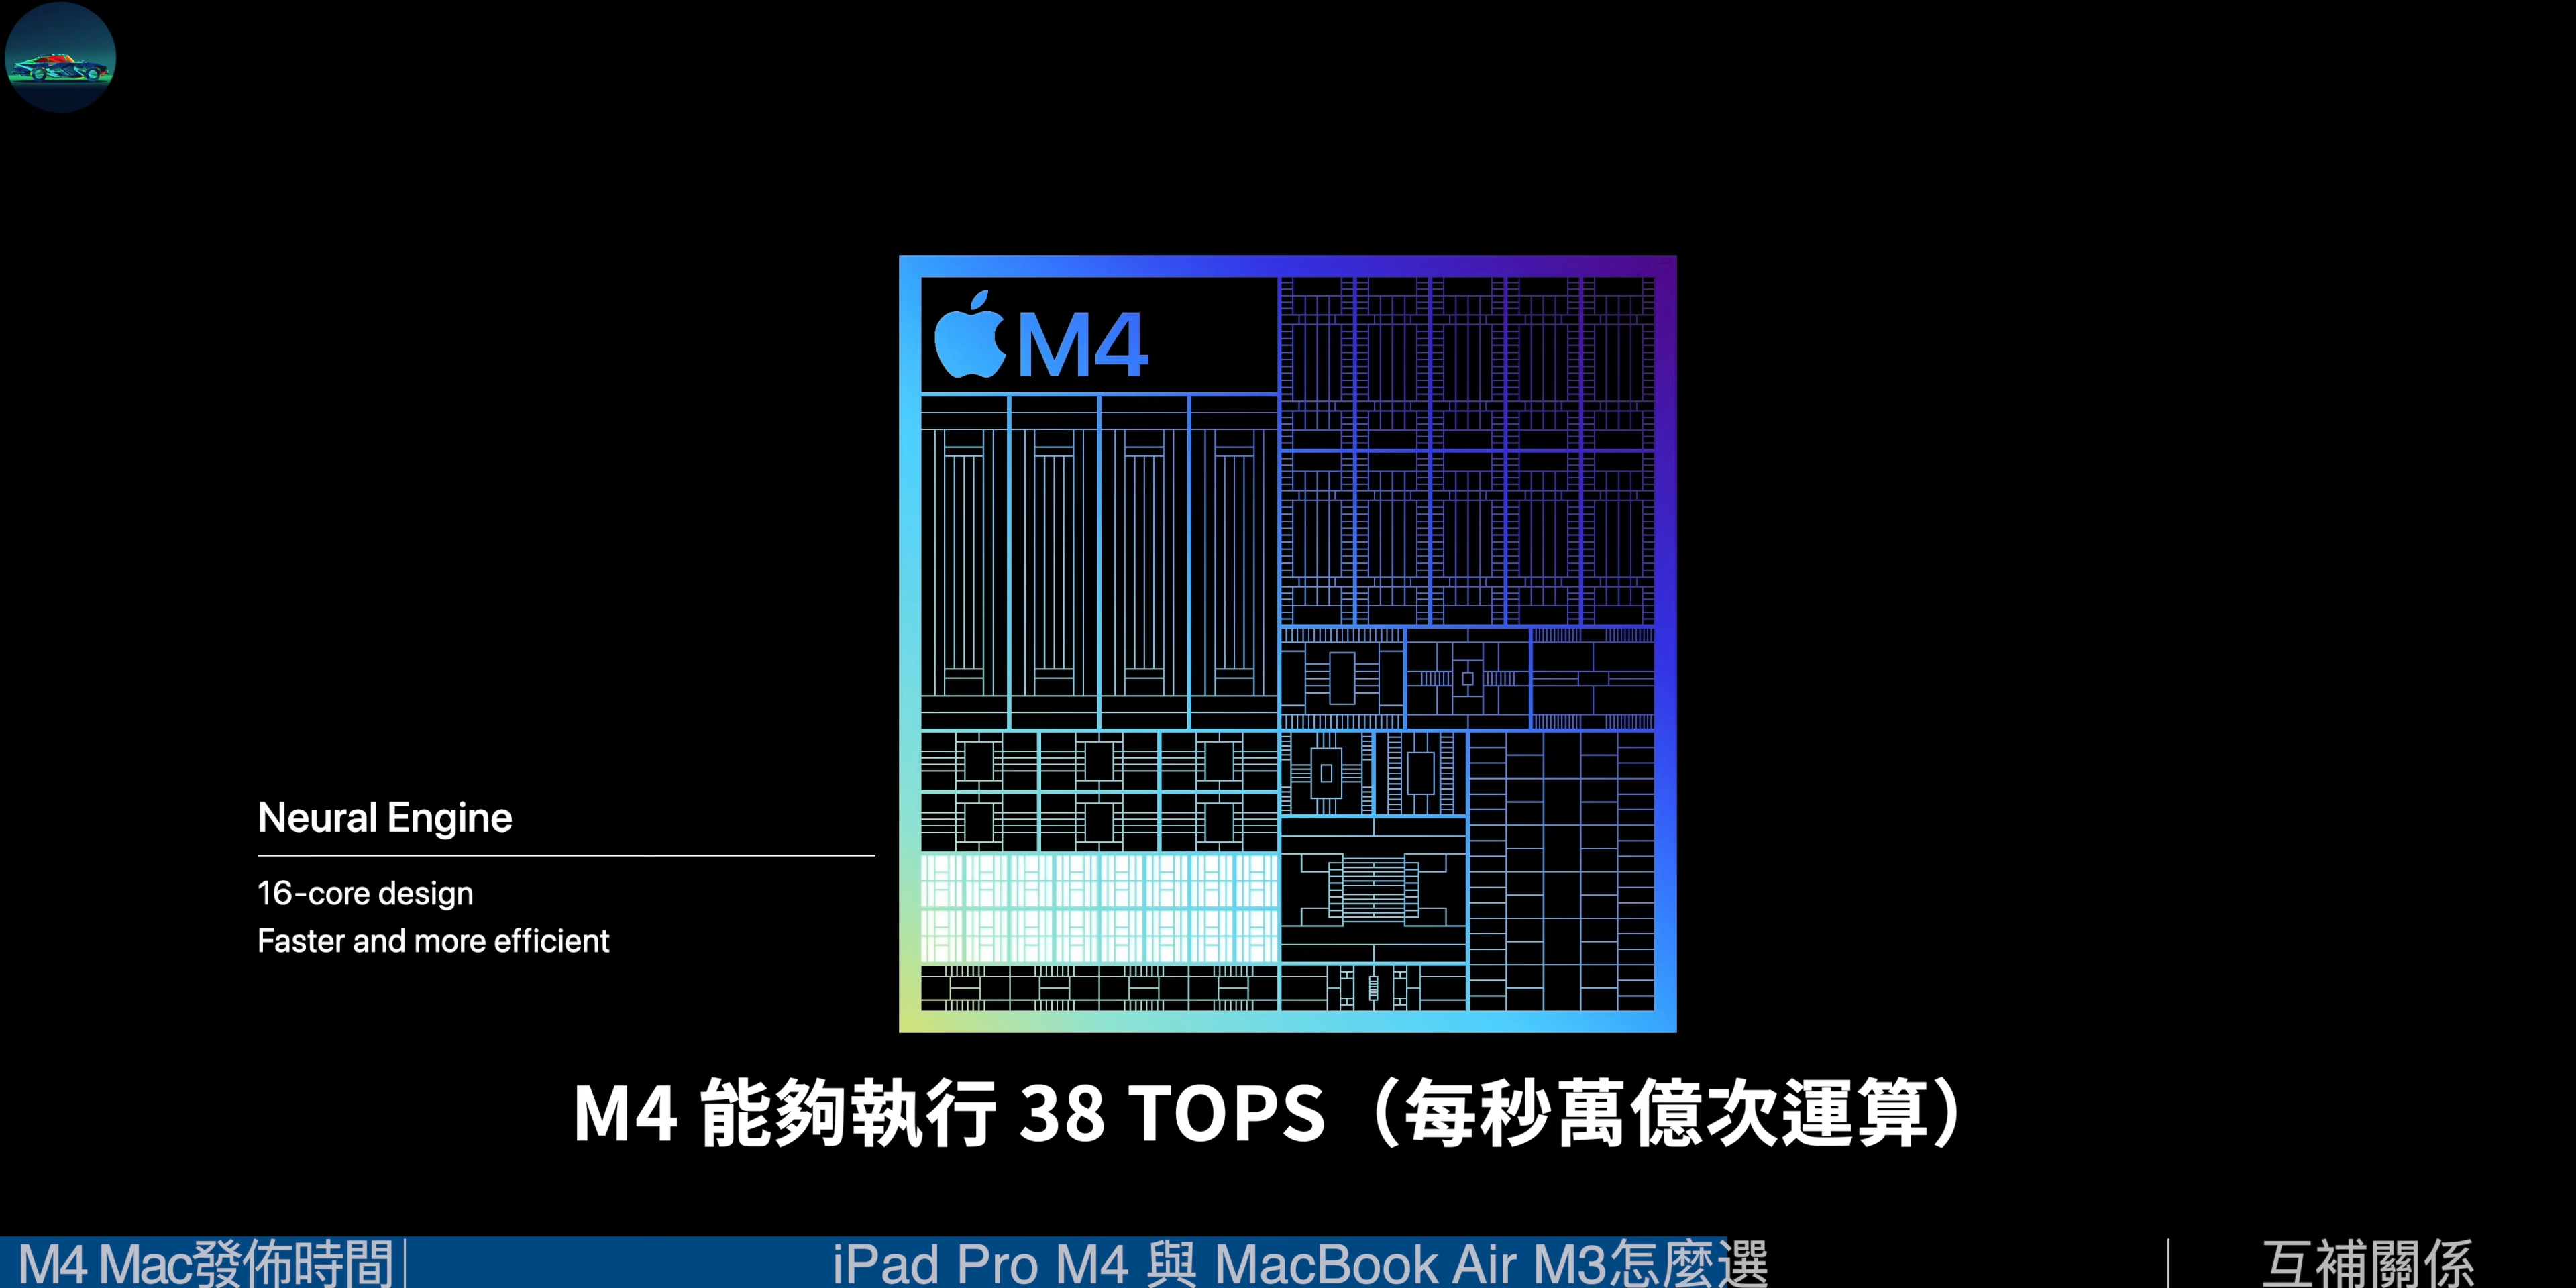 M4
Neural Engine
16-core design
Faster and more efficient
M4 能夠執行 38 TOPS（每秒萬億次運算）
M4 Mac發佈時間
iPad Pro M4 與 MacBook Air M3怎麼選
互補關係